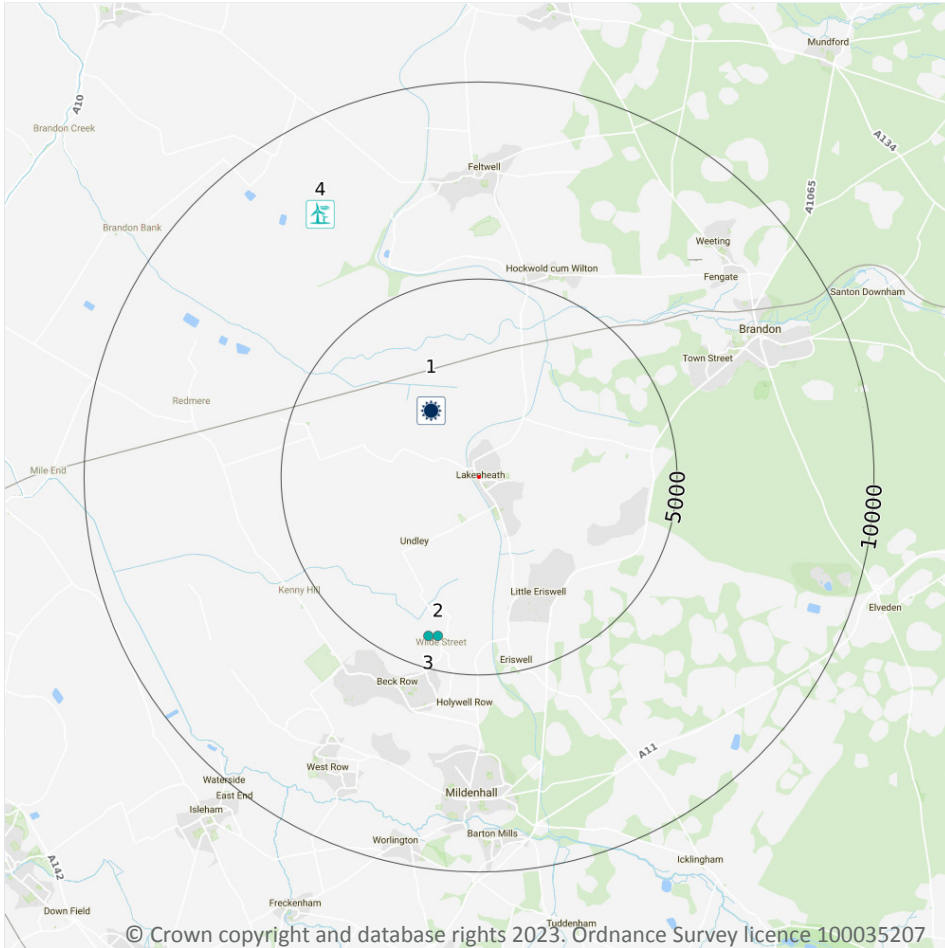 Mundford
A10
Brandon Creek
A134
Feltwell
4
A1065
Brandon Bank
Weeting
Hockwold cum Wilton
Fengate
Santon Downham
Brandon
Town Street
1
Redmere
Mile End
Lakenheath
5000
10000
Undley
Kenny Hill
Little Eriswell
Elveden
2
Wilde Street
3
Eriswell
Beck Row
Holywell Row
A11
West Row
Waterside
Mildenhall
East End
Isleham
Barton Mills
Worlington
Icklingham
A142
Freckenham
Down Field
Tuddenham
© Crown copyright and database rights 2023. Ordnance Survey licence 100035207